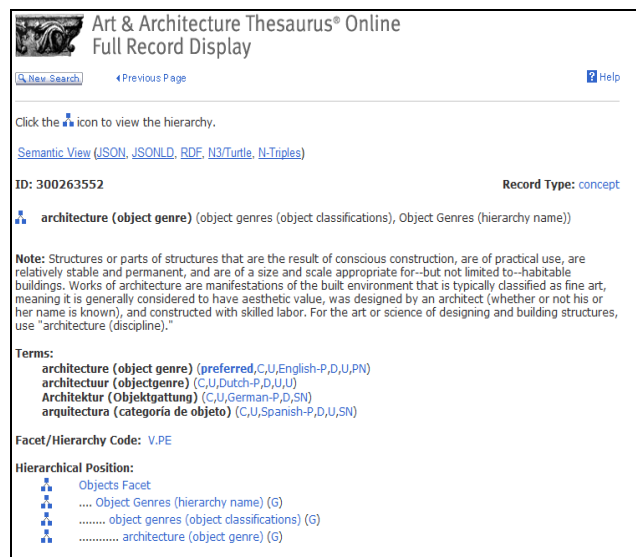 Art & Architecture Thesaurus® Online
Full Record Display
New Search Previous Page ? Help
Click the icon to view the hierarchy.
Semantic View (JSON, JSONLD, RDF, N3/Turtle, N-Triples)
ID: 300263552 Record Type: concept
architecture (object genre) (object genres (object classifications), Object Genres (hierarchy name))
Note: Structures or parts of structures that are the result of conscious construction, are of practical use, are
relatively stable and permanent, and are of a size and scale appropriate for--but not limited to--habitable
buildings. Works of architecture are manifestations of the built environment that is typically classified as fine art,
meaning it is generally considered to have aesthetic value, was designed by an architect (whether or not his or
her name is known), and constructed with skilled labor. For the art or science of designing and building structures,
use "architecture (discipline)."
Terms:
architecture (object genre) (preferred,C,U,English-P,D,U,PN)
architectuur (objectgenre) (C,U,Dutch-P,D,U,U)
Architektur (Objektgattung) (C,U,German-P,D,SN)
arquitectura (categoría de objeto) (C,U,Spanish-P,D,U,SN)
Facet/Hierarchy Code: V.PE
Hierarchical Position:
Objects Facet
.... Object Genres (hierarchy name) (G)
........ object genres (object classifications) (G)
............ architecture (object genre) (G)